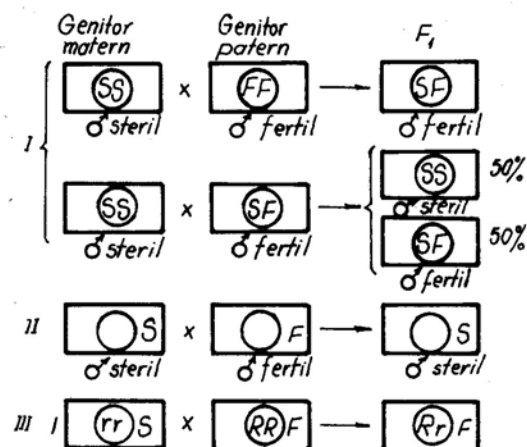 Genitor matern Genitor patern F₁
I
SS x FF → SF
♂ steril ♂ fertil ♂ fertil
SS x SF → SS 50%
♂ steril
SF 50%
♂ steril ♂ fertil ♂ fertil
II S x F → S
♂ steril ♂ fertil ♂ steril
III I rr S x RR F → Rr F